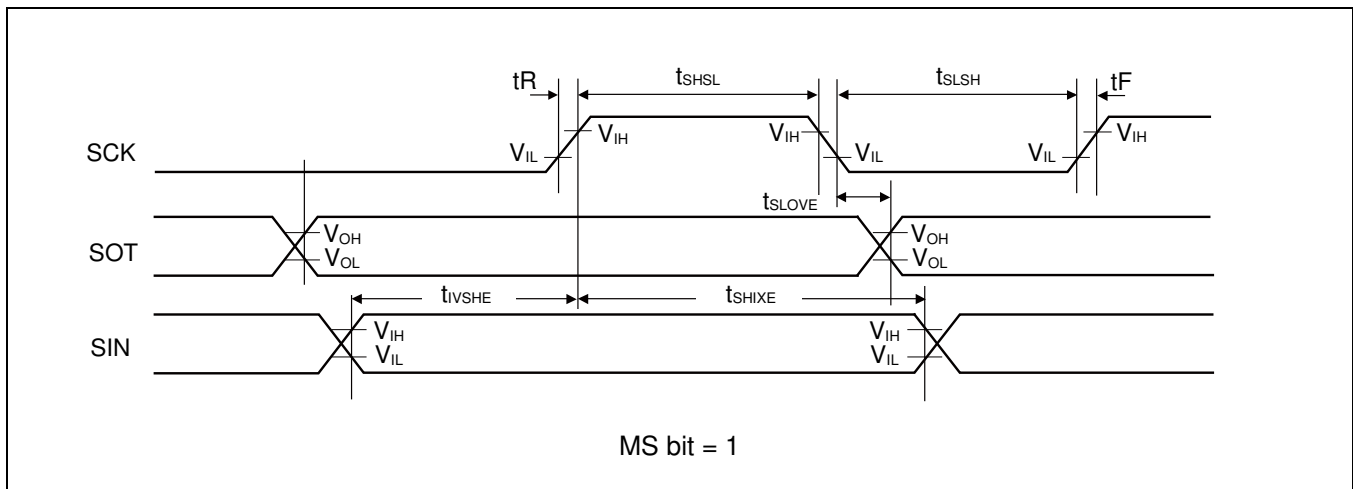 tR tSHSL tSLSH tF
SCK VIL VIH VIH VIL VIL VIH
tSLOVE
SOT VOH VOL VOH VOL
tIVSHE tSHIXE
SIN VIH VIL VIH VIL
MS bit = 1